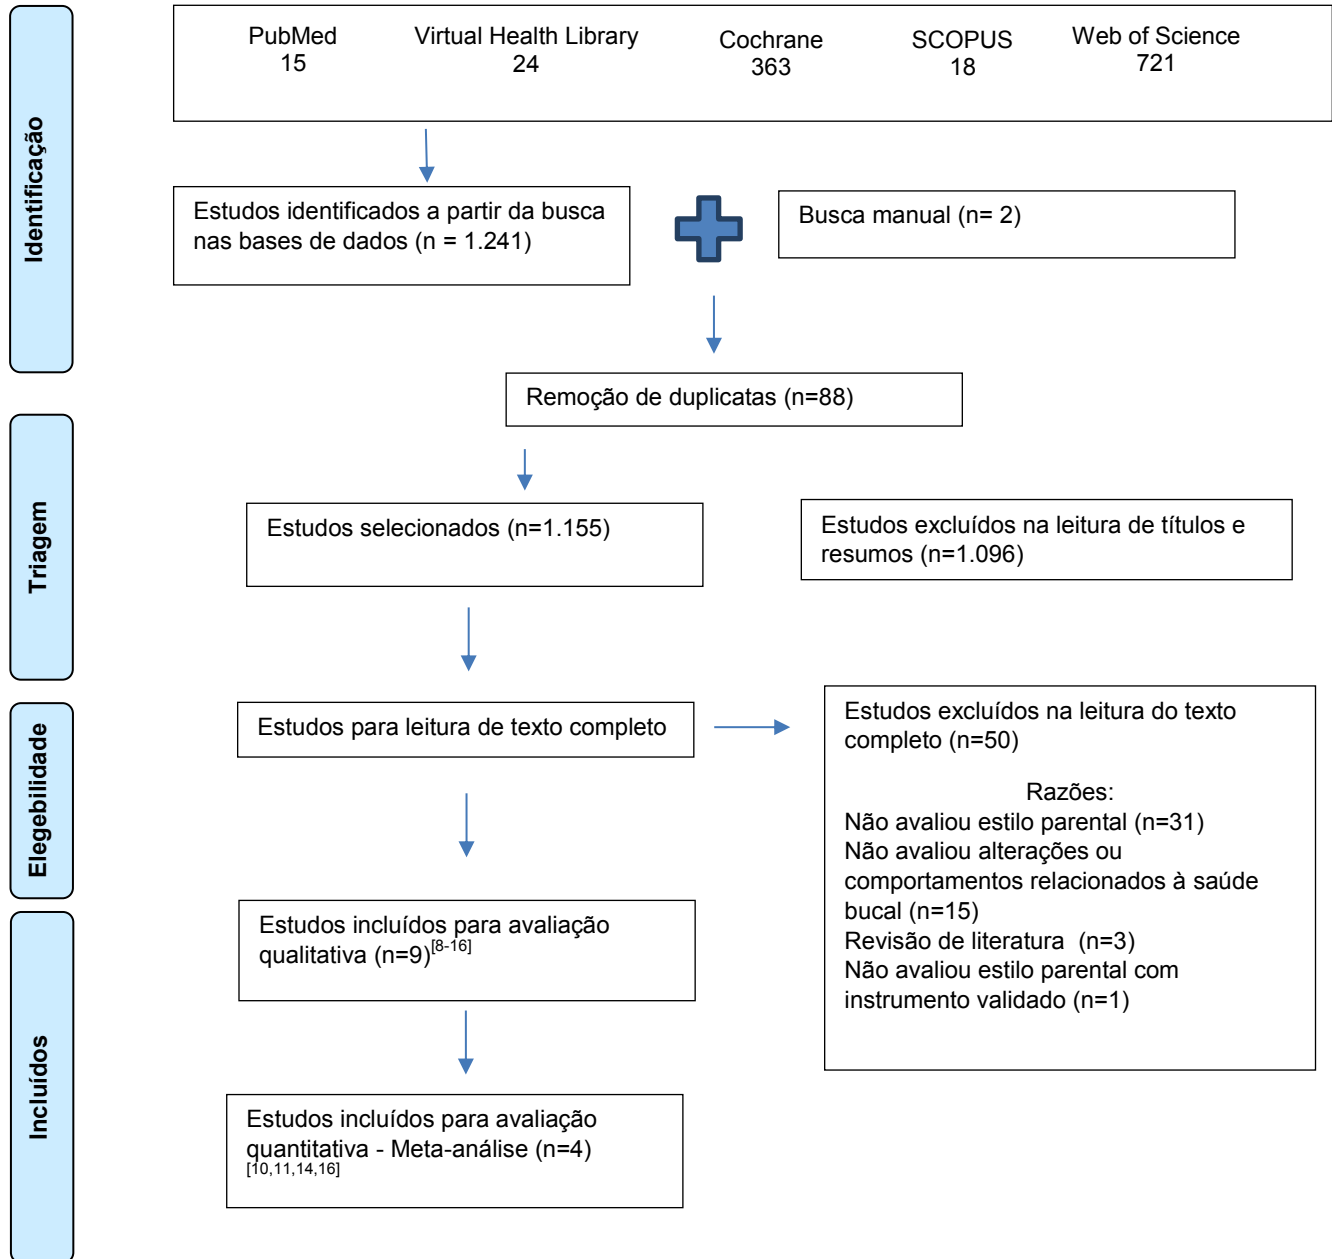 Identificação
PubMed
15
Virtual Health Library
24
Cochrane
363
SCOPUS
18
Web of Science
721
Estudos identificados a partir da busca
nas bases de dados (n = 1.241)
Busca manual (n= 2)
Remoção de duplicatas (n=88)
Triagem
Estudos selecionados (n=1.155)
Estudos excluídos na leitura de títulos e
resumos (n=1.096)
Elegebilidade
Estudos para leitura de texto completo
Estudos excluídos na leitura do texto
completo (n=50)
Razões:
Não avaliou estilo parental (n=31)
Não avaliou alterações ou
comportamentos relacionados à saúde
bucal (n=15)
Revisão de literatura (n=3)
Não avaliou estilo parental com
instrumento validado (n=1)
Incluídos
Estudos incluídos para avaliação
qualitativa (n=9)[8-16]
Estudos incluídos para avaliação
quantitativa - Meta-análise (n=4)
[10,11,14,16]